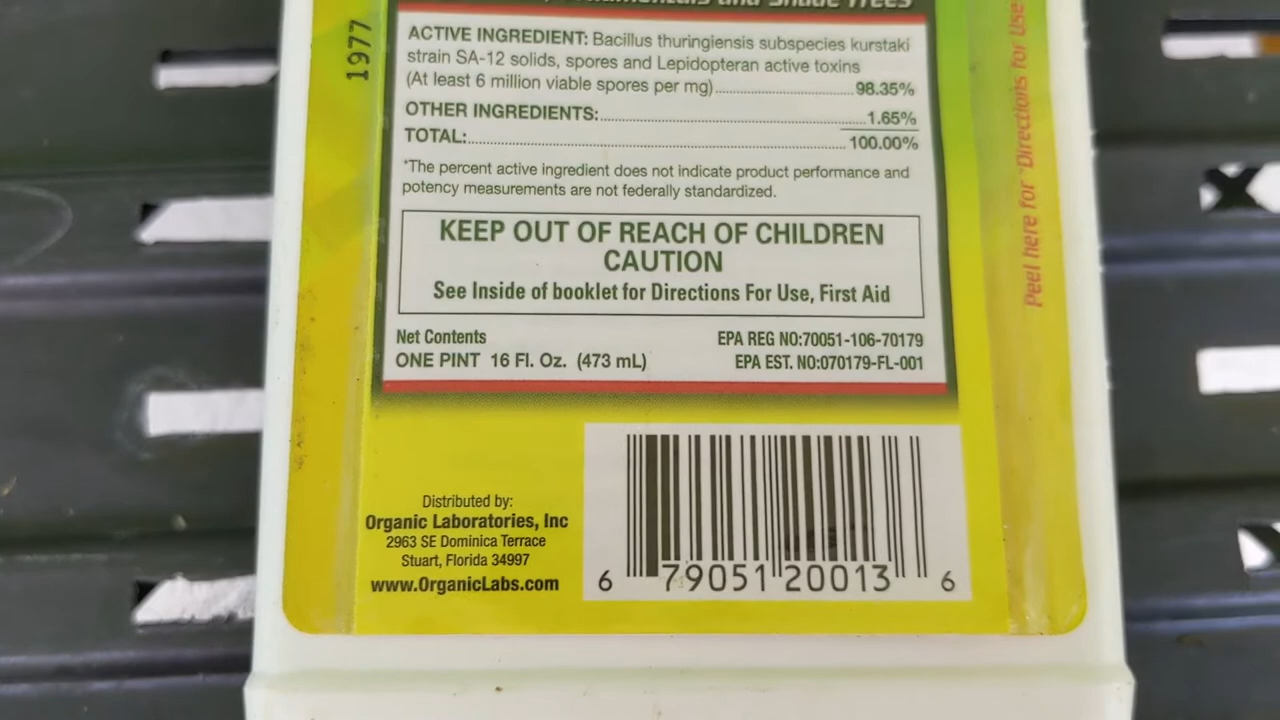 and Shade Trees
1977
ACTIVE INGREDIENT: Bacillus thuringiensis subspecies kurstaki
strain SA-12 solids, spores and Lepidopteran active toxins
(At least 6 million viable spores per mg)..........98.35%
OTHER INGREDIENTS:..........1.65%
TOTAL:..........100.00%
*The percent active ingredient does not indicate product performance and
potency measurements are not federally standardized.
KEEP OUT OF REACH OF CHILDREN
CAUTION
See Inside of booklet for Directions For Use, First Aid
Net Contents
ONE PINT 16 Fl. Oz. (473 mL)
EPA REG NO:70051-106-70179
EPA EST. NO:070179-FL-001
Distributed by:
Organic Laboratories, Inc
2963 SE Dominica Terrace
Stuart, Florida 34997
www.OrganicLabs.com
6 79051 20013 6
Peel here for "Directions for Use